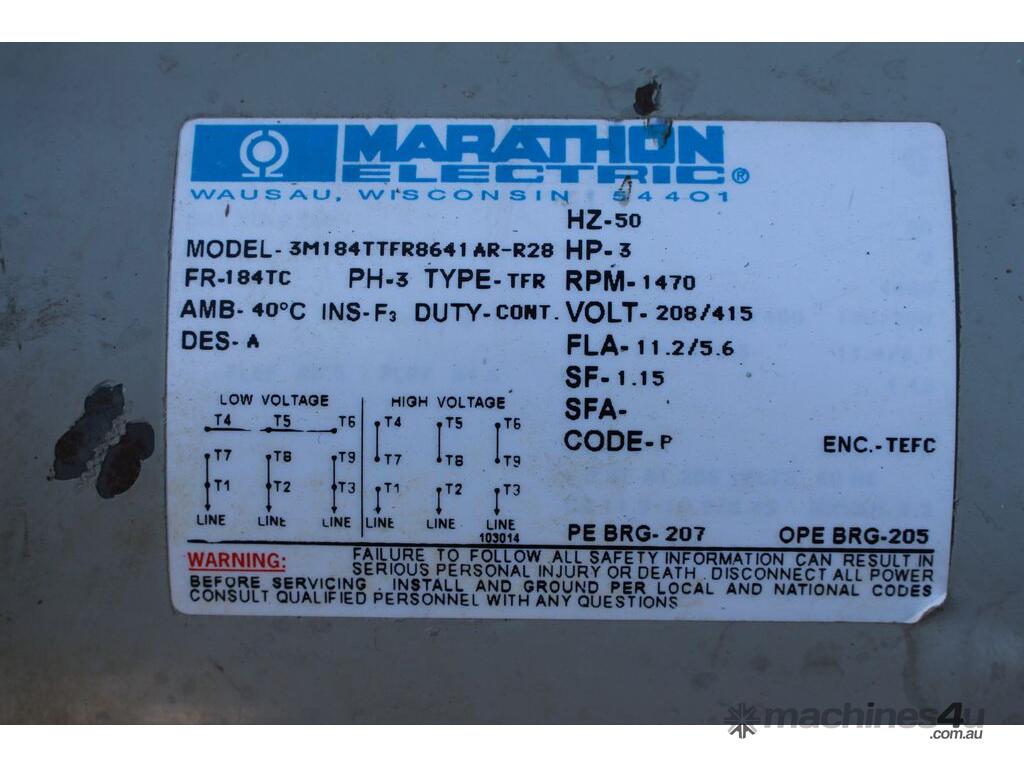 MARATHON
ELECTRIC®
WAUSAU, WISCONSIN 54401
HZ-50
MODEL- 3M184TTFR8641AR-R28 HP-3
FR-184TC PH-3 TYPE-TFR RPM-1470
AMB- 40°C INS-F3 DUTY-CONT. VOLT- 208/415
DES- A FLA-11.2/5.6
SF-1.15
LOW VOLTAGE HIGH VOLTAGE SFA-
T4 T5 T6 T4 T5 T6
CODE-P ENC.-TEFC
T7 T8 T9 T7 T8 T9
T1 T2 T3 T1 T2 T3
LINE LINE LINE LINE LINE LINE
103014
PE BRG-207 OPE BRG-205
WARNING: FAILURE TO FOLLOW ALL SAFETY INFORMATION CAN RESULT IN
SERIOUS PERSONAL INJURY OR DEATH. DISCONNECT ALL POWER
BEFORE SERVICING. INSTALL AND GROUND PER LOCAL AND NATIONAL CODES
CONSULT QUALIFIED PERSONNEL WITH ANY QUESTIONS
machines4u
.com.au